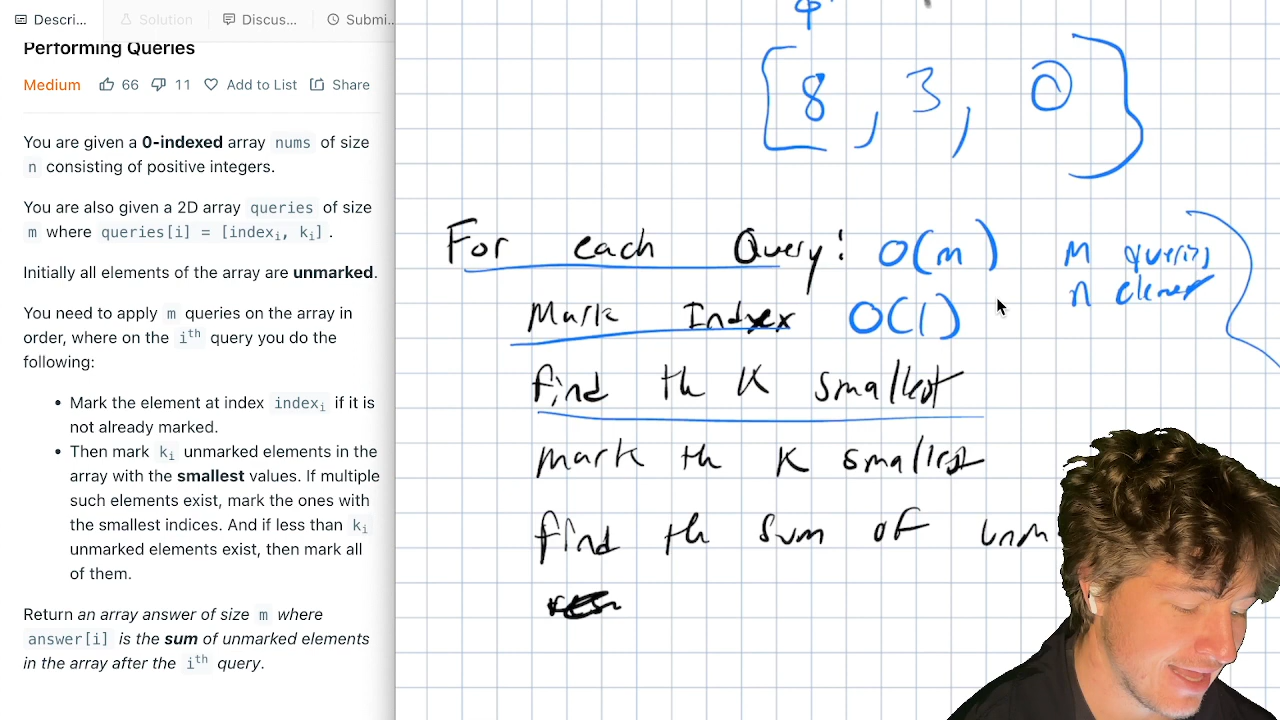 Descri...
Solution
Discus...
Submi...
Performing Queries
Medium 66 11 Add to List Share
You are given a 0-indexed array nums of size
n consisting of positive integers.
You are also given a 2D array queries of size
m where queries[i] = [indexi, ki].
Initially all elements of the array are unmarked.
You need to apply m queries on the array in
order, where on the ith query you do the
following:
• Mark the element at index indexi if it is
not already marked.
• Then mark ki unmarked elements in the
array with the smallest values. If multiple
such elements exist, mark the ones with
the smallest indices. And if less than ki
unmarked elements exist, then mark all
of them.
Return an array answer of size m where
answer[i] is the sum of unmarked elements
in the array after the ith query.
[8, 3, 0]
For each Query: O(m)
M queries
n
Mark Index O(1)
find th K smallest
mark th K smallest
find th sum of unm